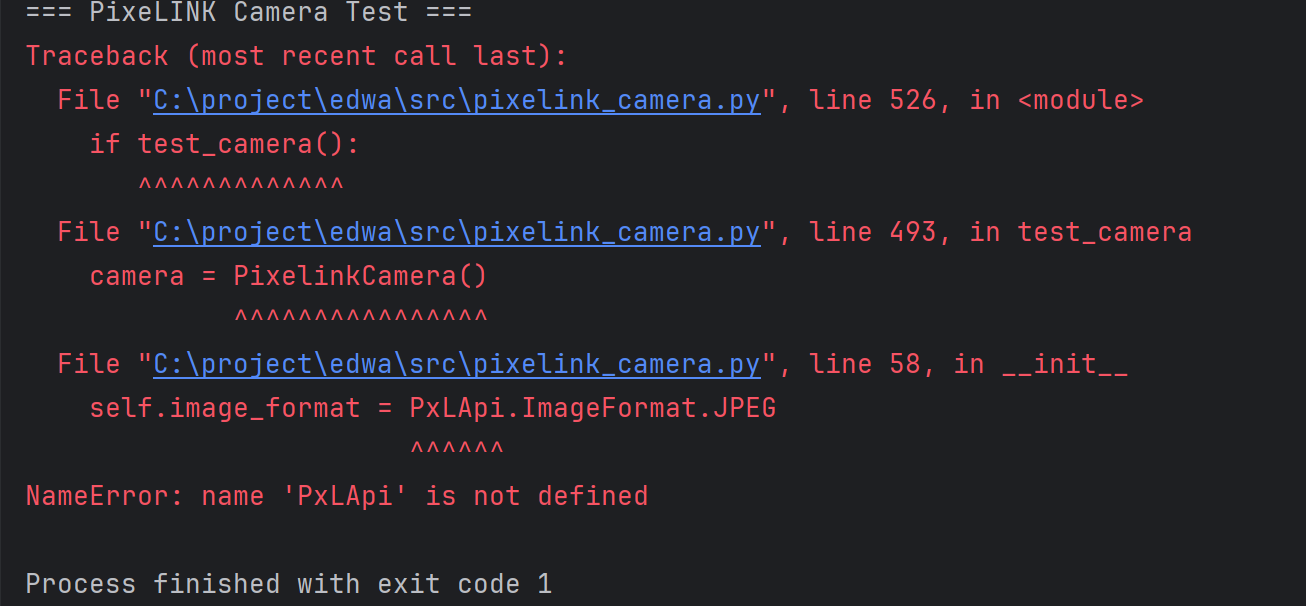 === PixeLINK Camera Test ===
Traceback (most recent call last):
  File "C:\project\edwa\src\pixelink_camera.py", line 526, in <module>
    if test_camera():
       ^^^^^^^^^^^^^
  File "C:\project\edwa\src\pixelink_camera.py", line 493, in test_camera
    camera = PixelinkCamera()
             ^^^^^^^^^^^^^^^^
  File "C:\project\edwa\src\pixelink_camera.py", line 58, in __init__
    self.image_format = PxLApi.ImageFormat.JPEG
                        ^^^^^^
NameError: name 'PxLApi' is not defined

Process finished with exit code 1